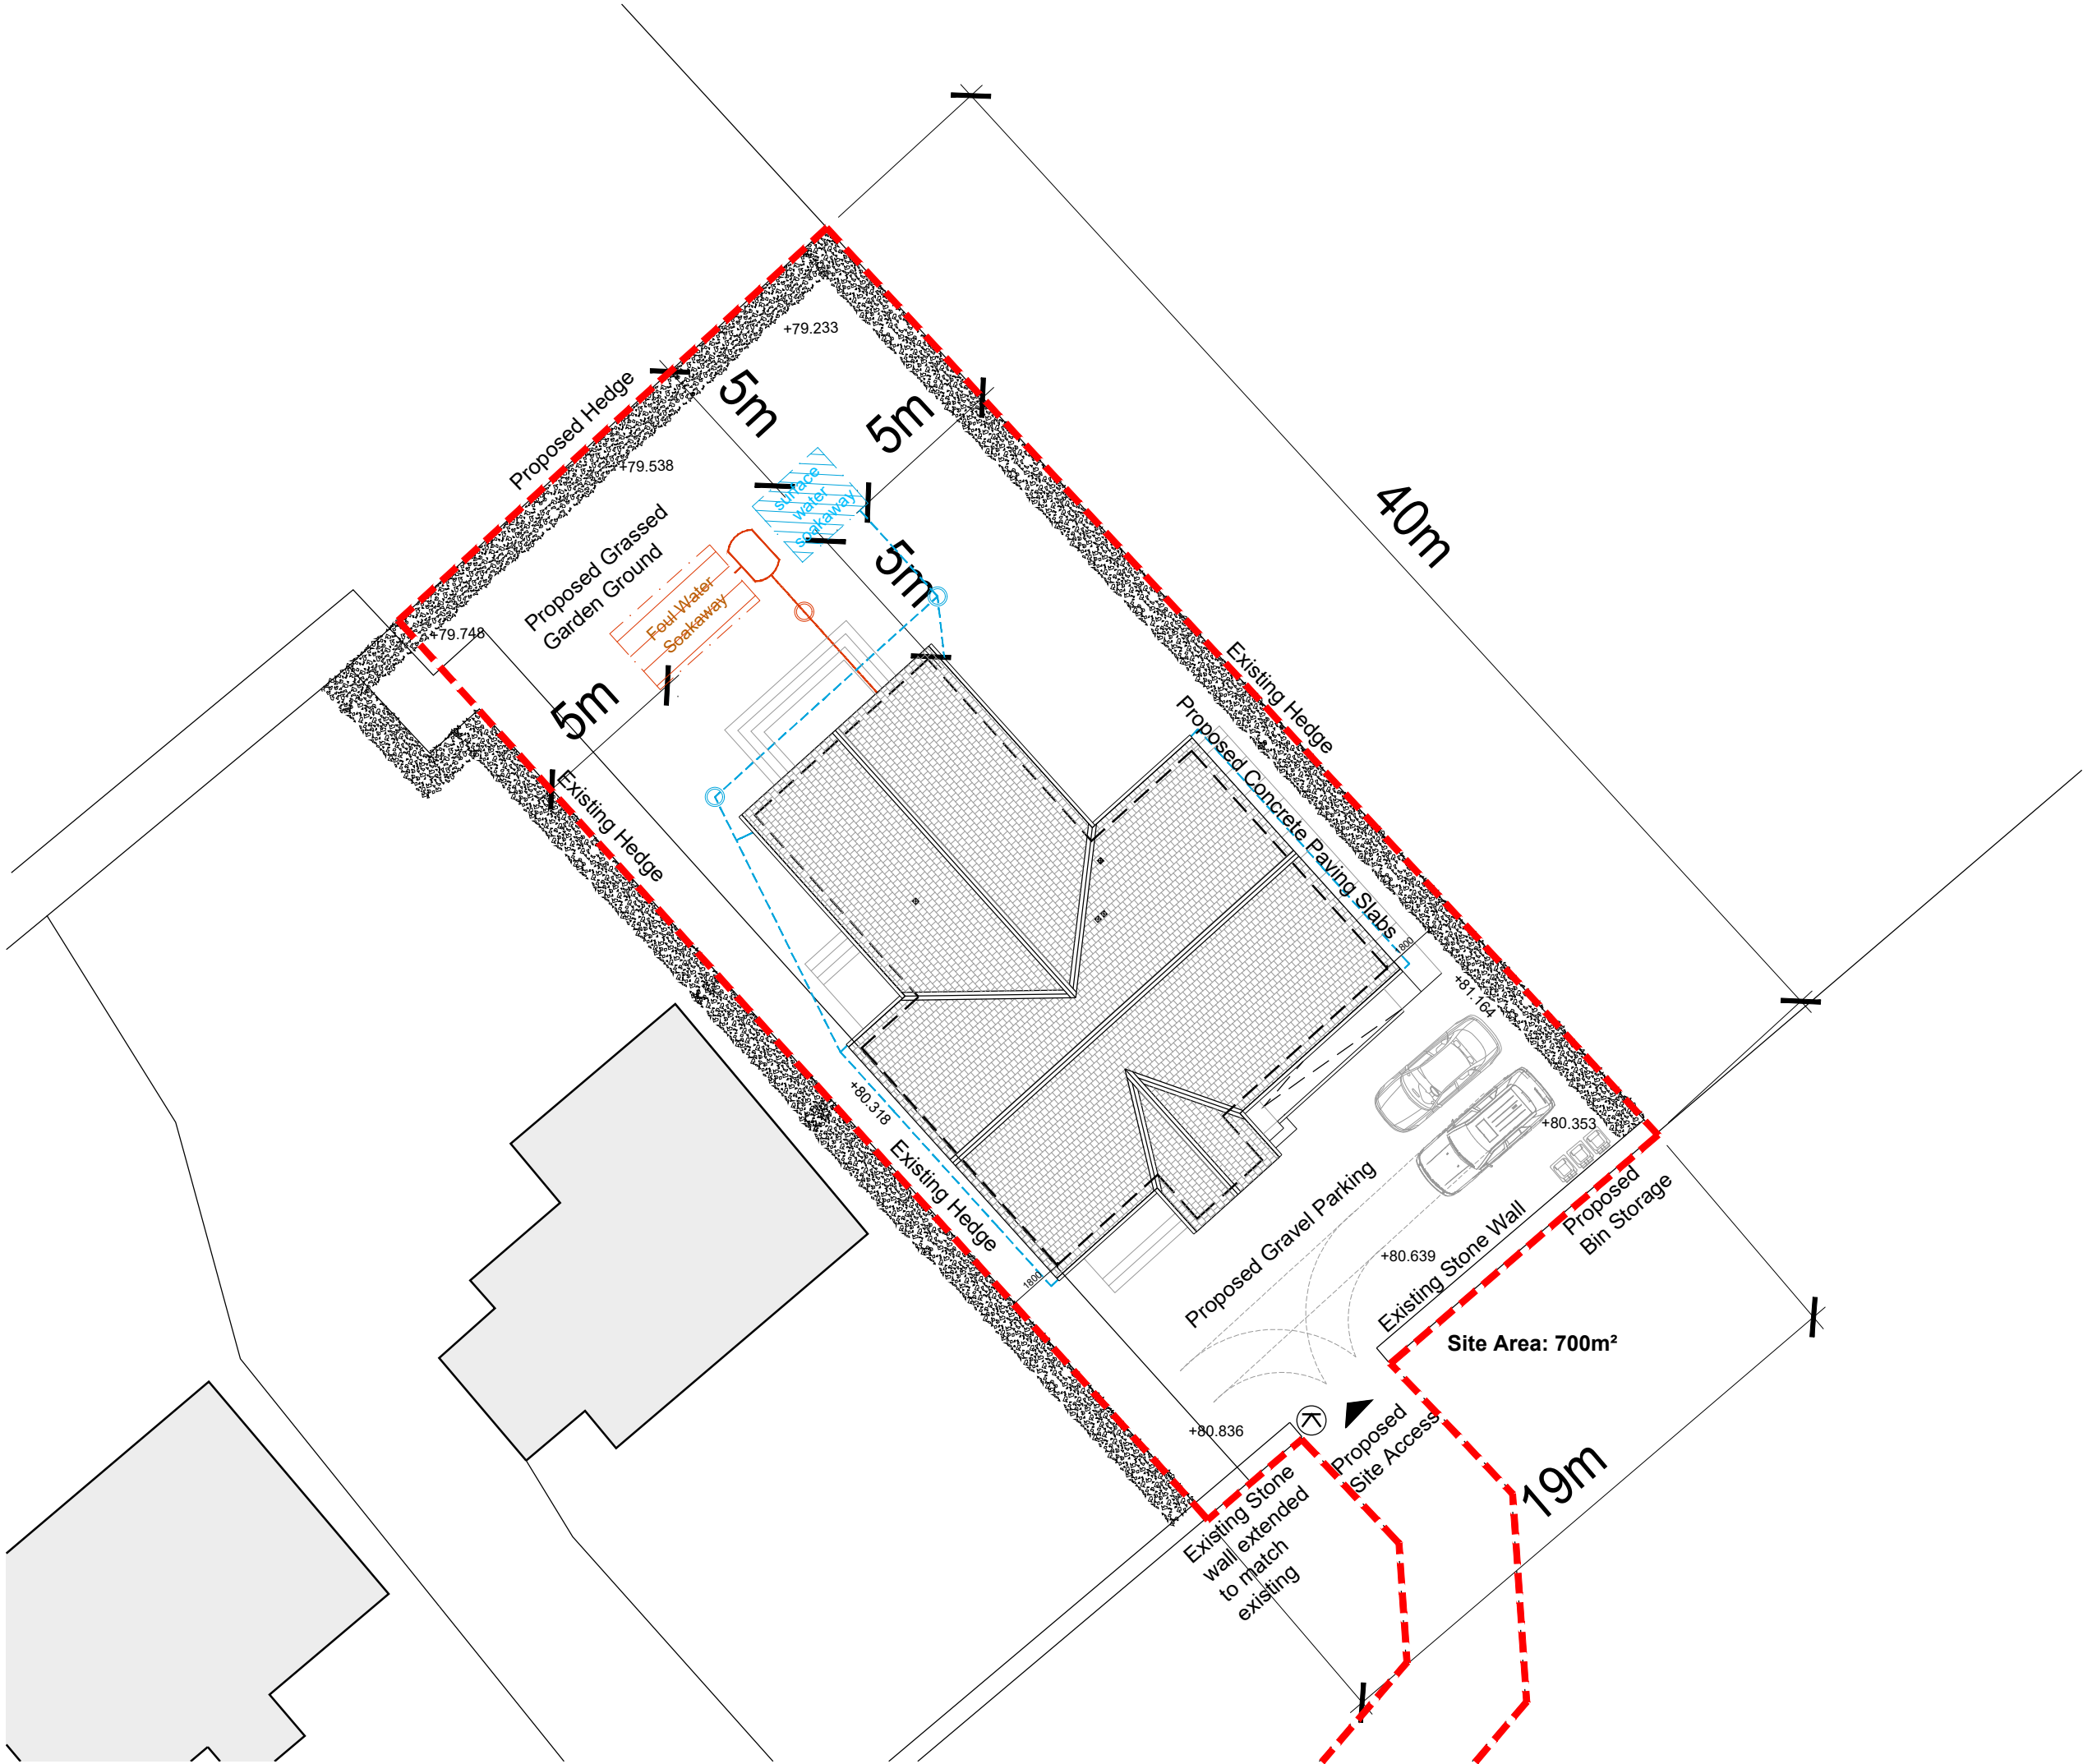 +79.233
5m
5m
Proposed Hedge
+79.538
surface
water
soakaway
40m
Proposed Grassed
Garden Ground
5m
Foul Water
Soakaway
+79.748
5m
Existing Hedge
Proposed Concrete Paving Slabs
Existing Hedge
1800
+81.164
+80.318
+80.353
Existing Hedge
Proposed
Bin Storage
Proposed Gravel Parking
Existing Stone Wall
+80.639
1800
Site Area: 700m²
+80.836
K
Proposed
Site Access
19m
Existing Stone
wall extended
to match
existing